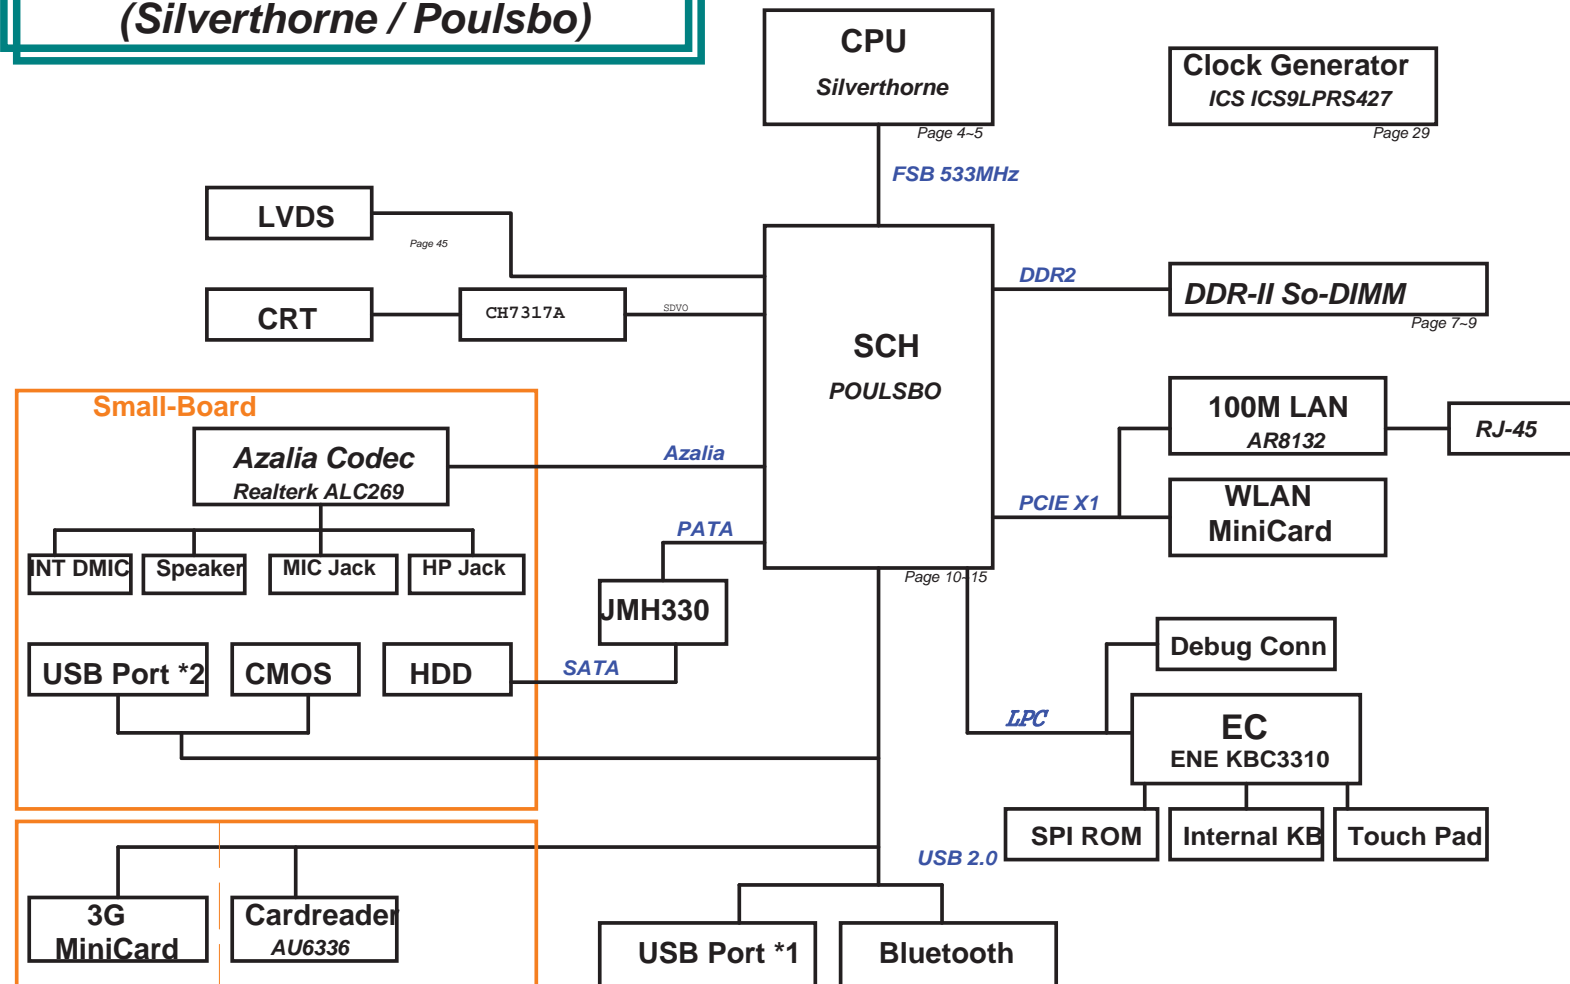 (Silverthorne / Poulsbo)
CPU
Silverthorne
Page 4~5
Clock Generator
ICS ICS9LPRS427
Page 29
FSB 533MHz
LVDS
Page 45
CRT
CH7317A
SDVO
SCH
POULSBO
Page 10~15
DDR2
DDR-II So-DIMM
Page 7~9
100M LAN
AR8132
RJ-45
PCIE X1
WLAN
MiniCard
Small-Board
Azalia Codec
Realterk ALC269
Azalia
INT DMIC
Speaker
MIC Jack
HP Jack
PATA
JMH330
SATA
USB Port *2
CMOS
HDD
Debug Conn
LPC
EC
ENE KBC3310
SPI ROM
Internal KB
Touch Pad
USB 2.0
3G
MiniCard
Cardreader
AU6336
USB Port *1
Bluetooth